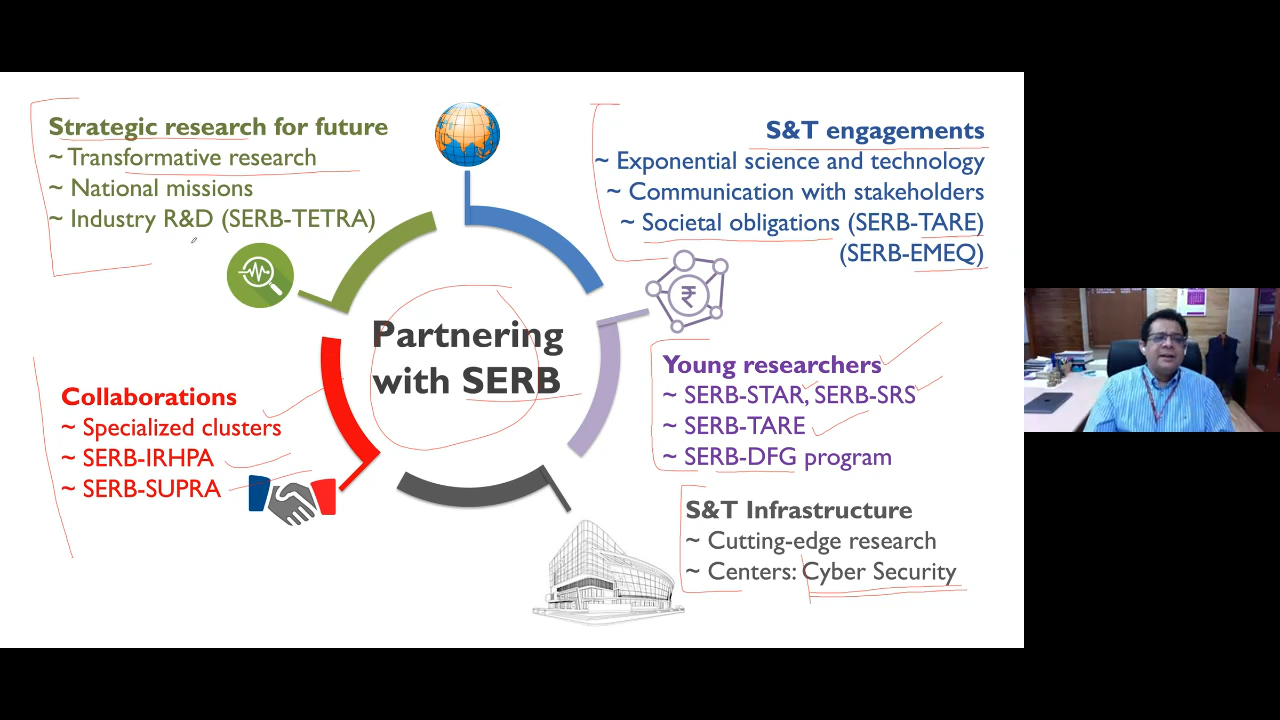 Strategic research for future
~ Transformative research
~ National missions
~ Industry R&D (SERB-TETRA)
S&T engagements
~ Exponential science and technology
~ Communication with stakeholders
~ Societal obligations (SERB-TARE)
(SERB-EMEQ)
₹
Partnering
with SERB
Collaborations
~ Specialized clusters
~ SERB-IRHPA
~ SERB-SUPRA
Young researchers
~ SERB-STAR, SERB-SRS
~ SERB-TARE
~ SERB-DFG program
S&T Infrastructure
~ Cutting-edge research
~ Centers: Cyber Security